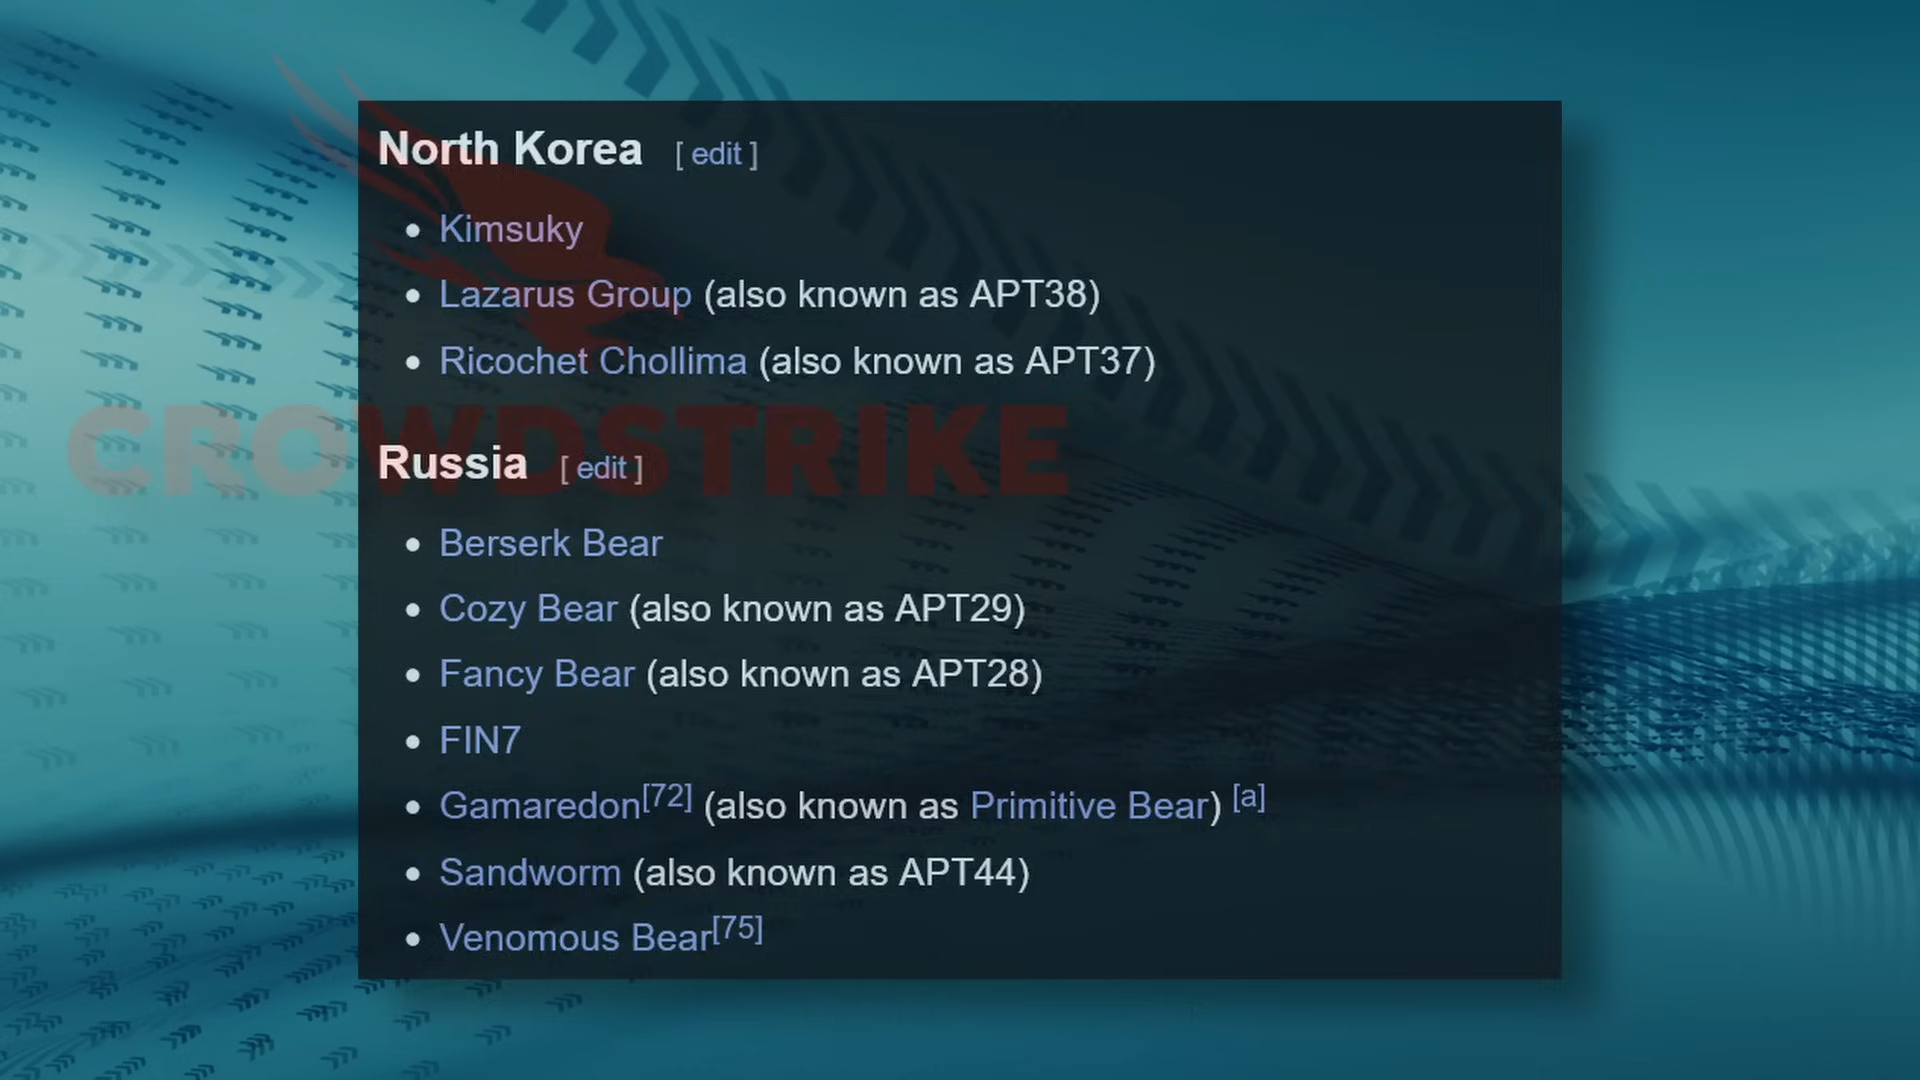 North Korea [ edit ]
• Kimsuky
• Lazarus Group (also known as APT38)
• Ricochet Chollima (also known as APT37)
CROWDSTRIKE
Russia [ edit ]
• Berserk Bear
• Cozy Bear (also known as APT29)
• Fancy Bear (also known as APT28)
• FIN7
• Gamaredon[72] (also known as Primitive Bear) [a]
• Sandworm (also known as APT44)
• Venomous Bear[75]